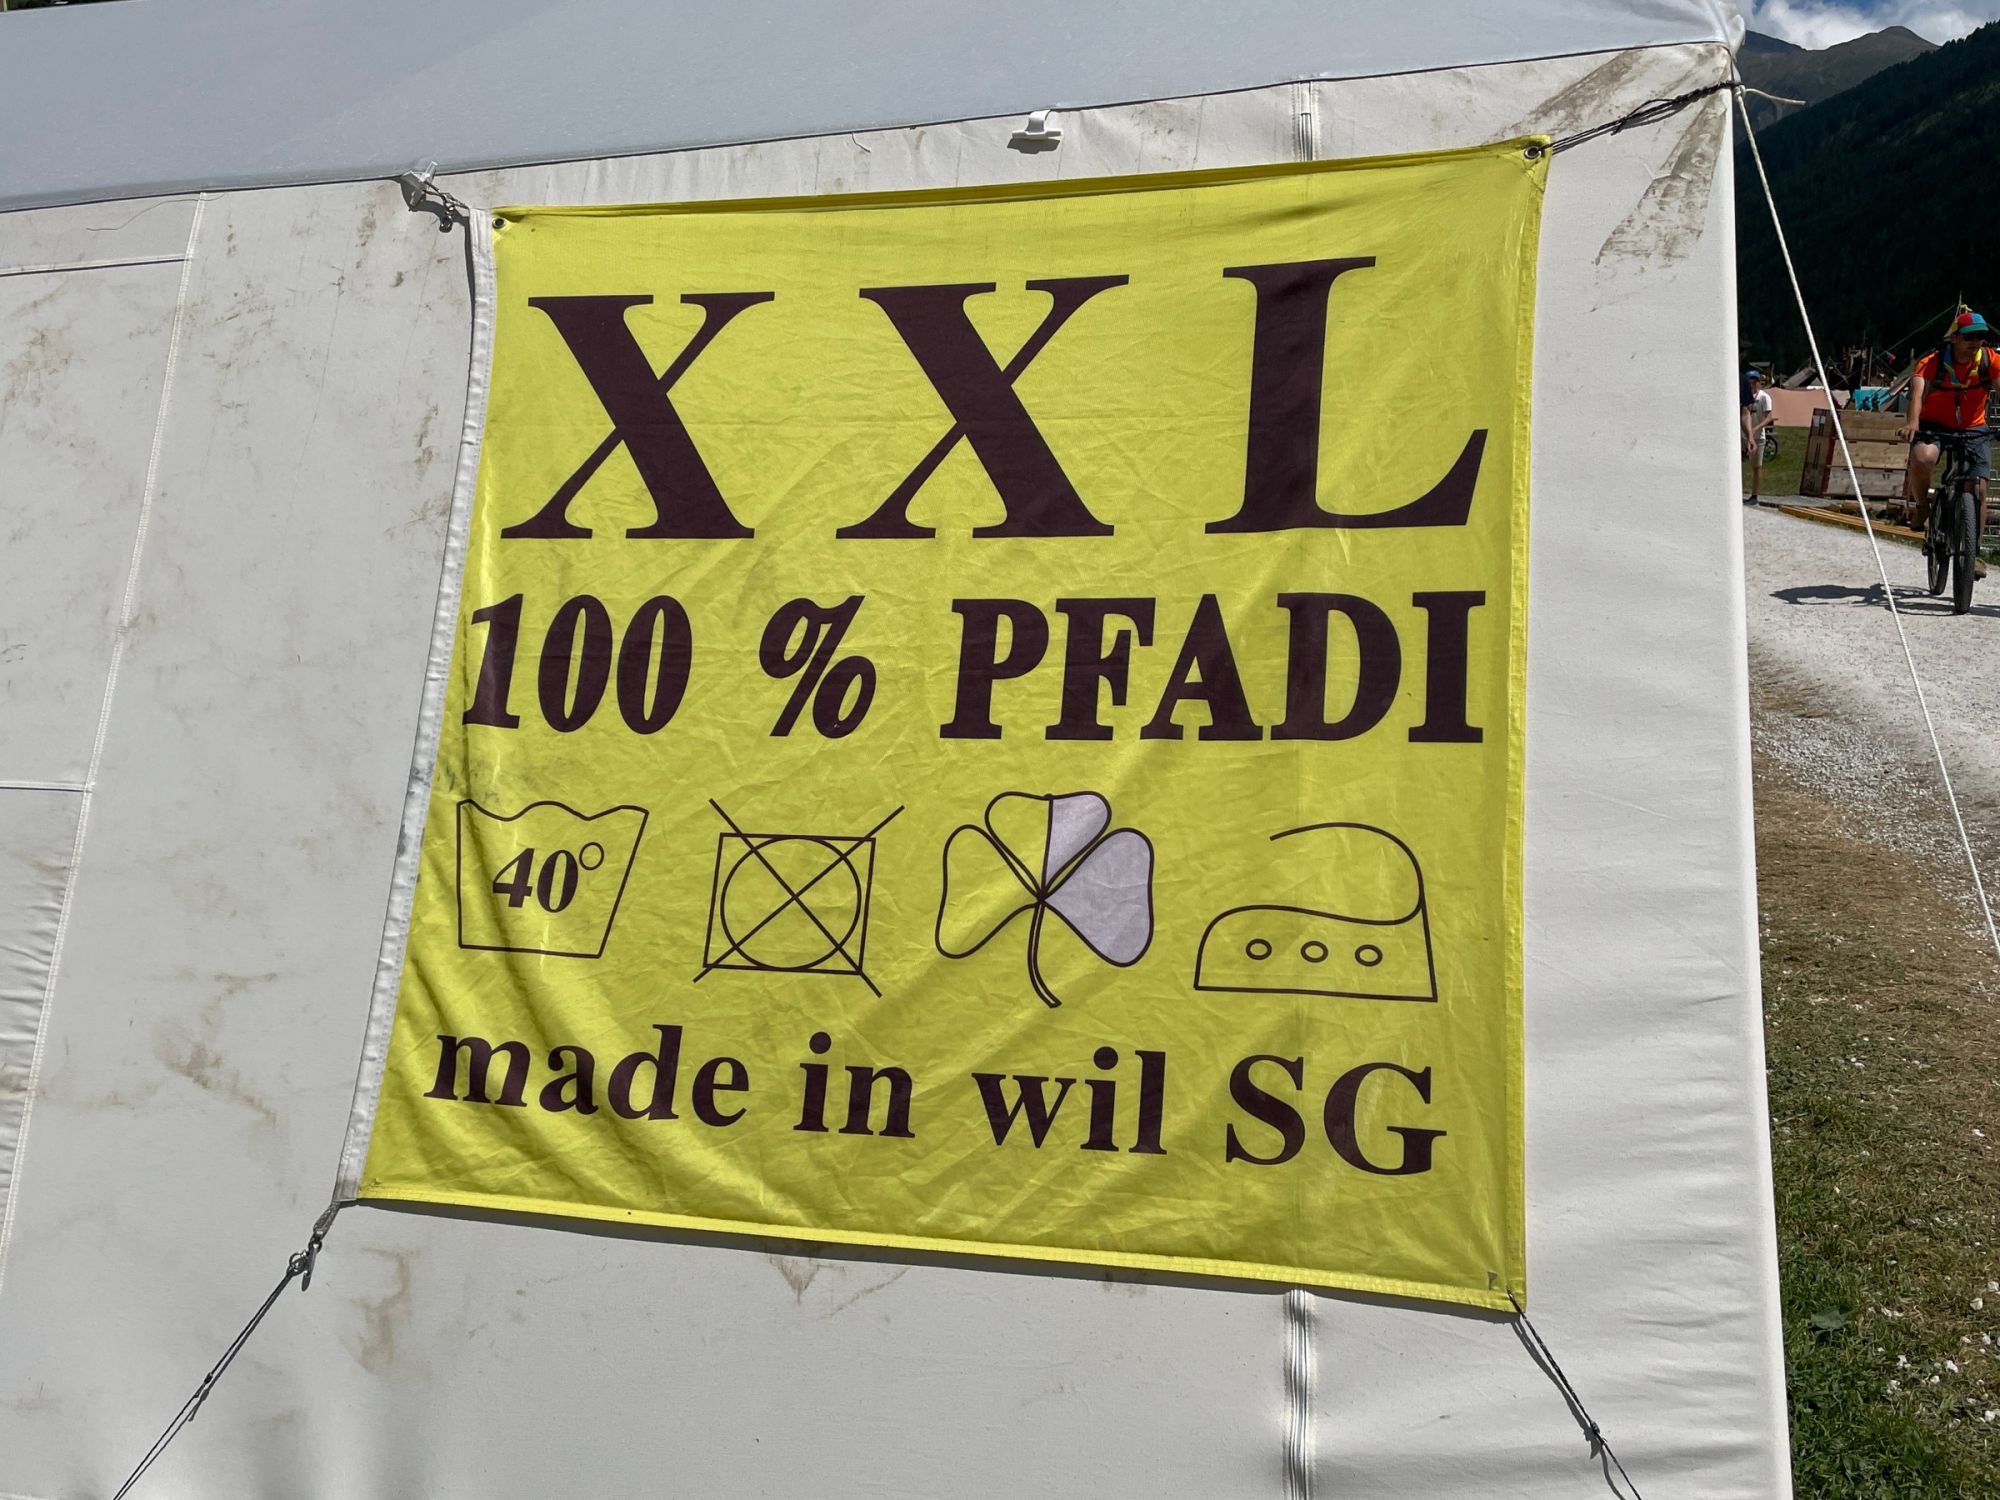 XXL
100 % PFADI
40°
made in wil SG